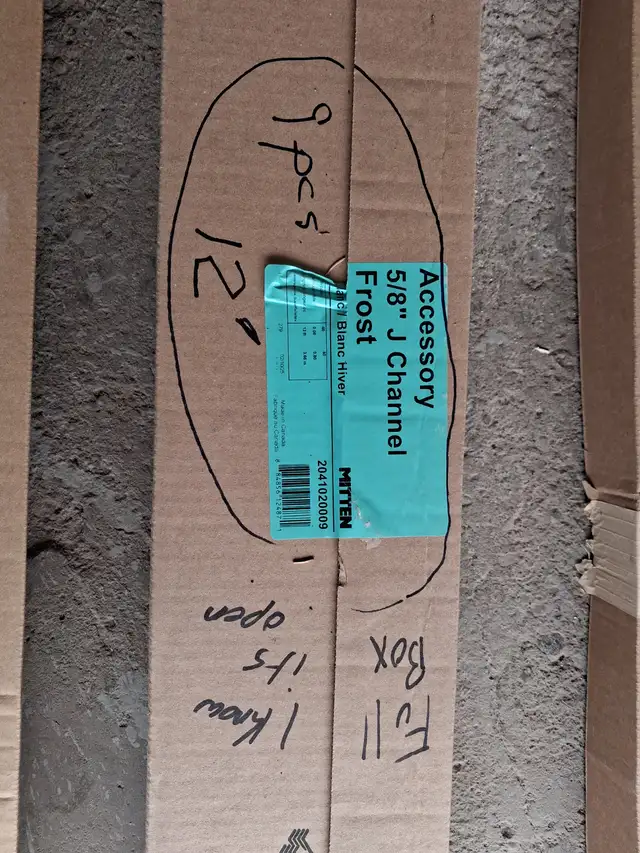 9 pcs
12'
Accessory
5/8" J Channel
Frost
Blanc Hiver
MITTEN
2041020009
Made in Canada
Fabriqué au Canada
Full
Box
I know
it's
open